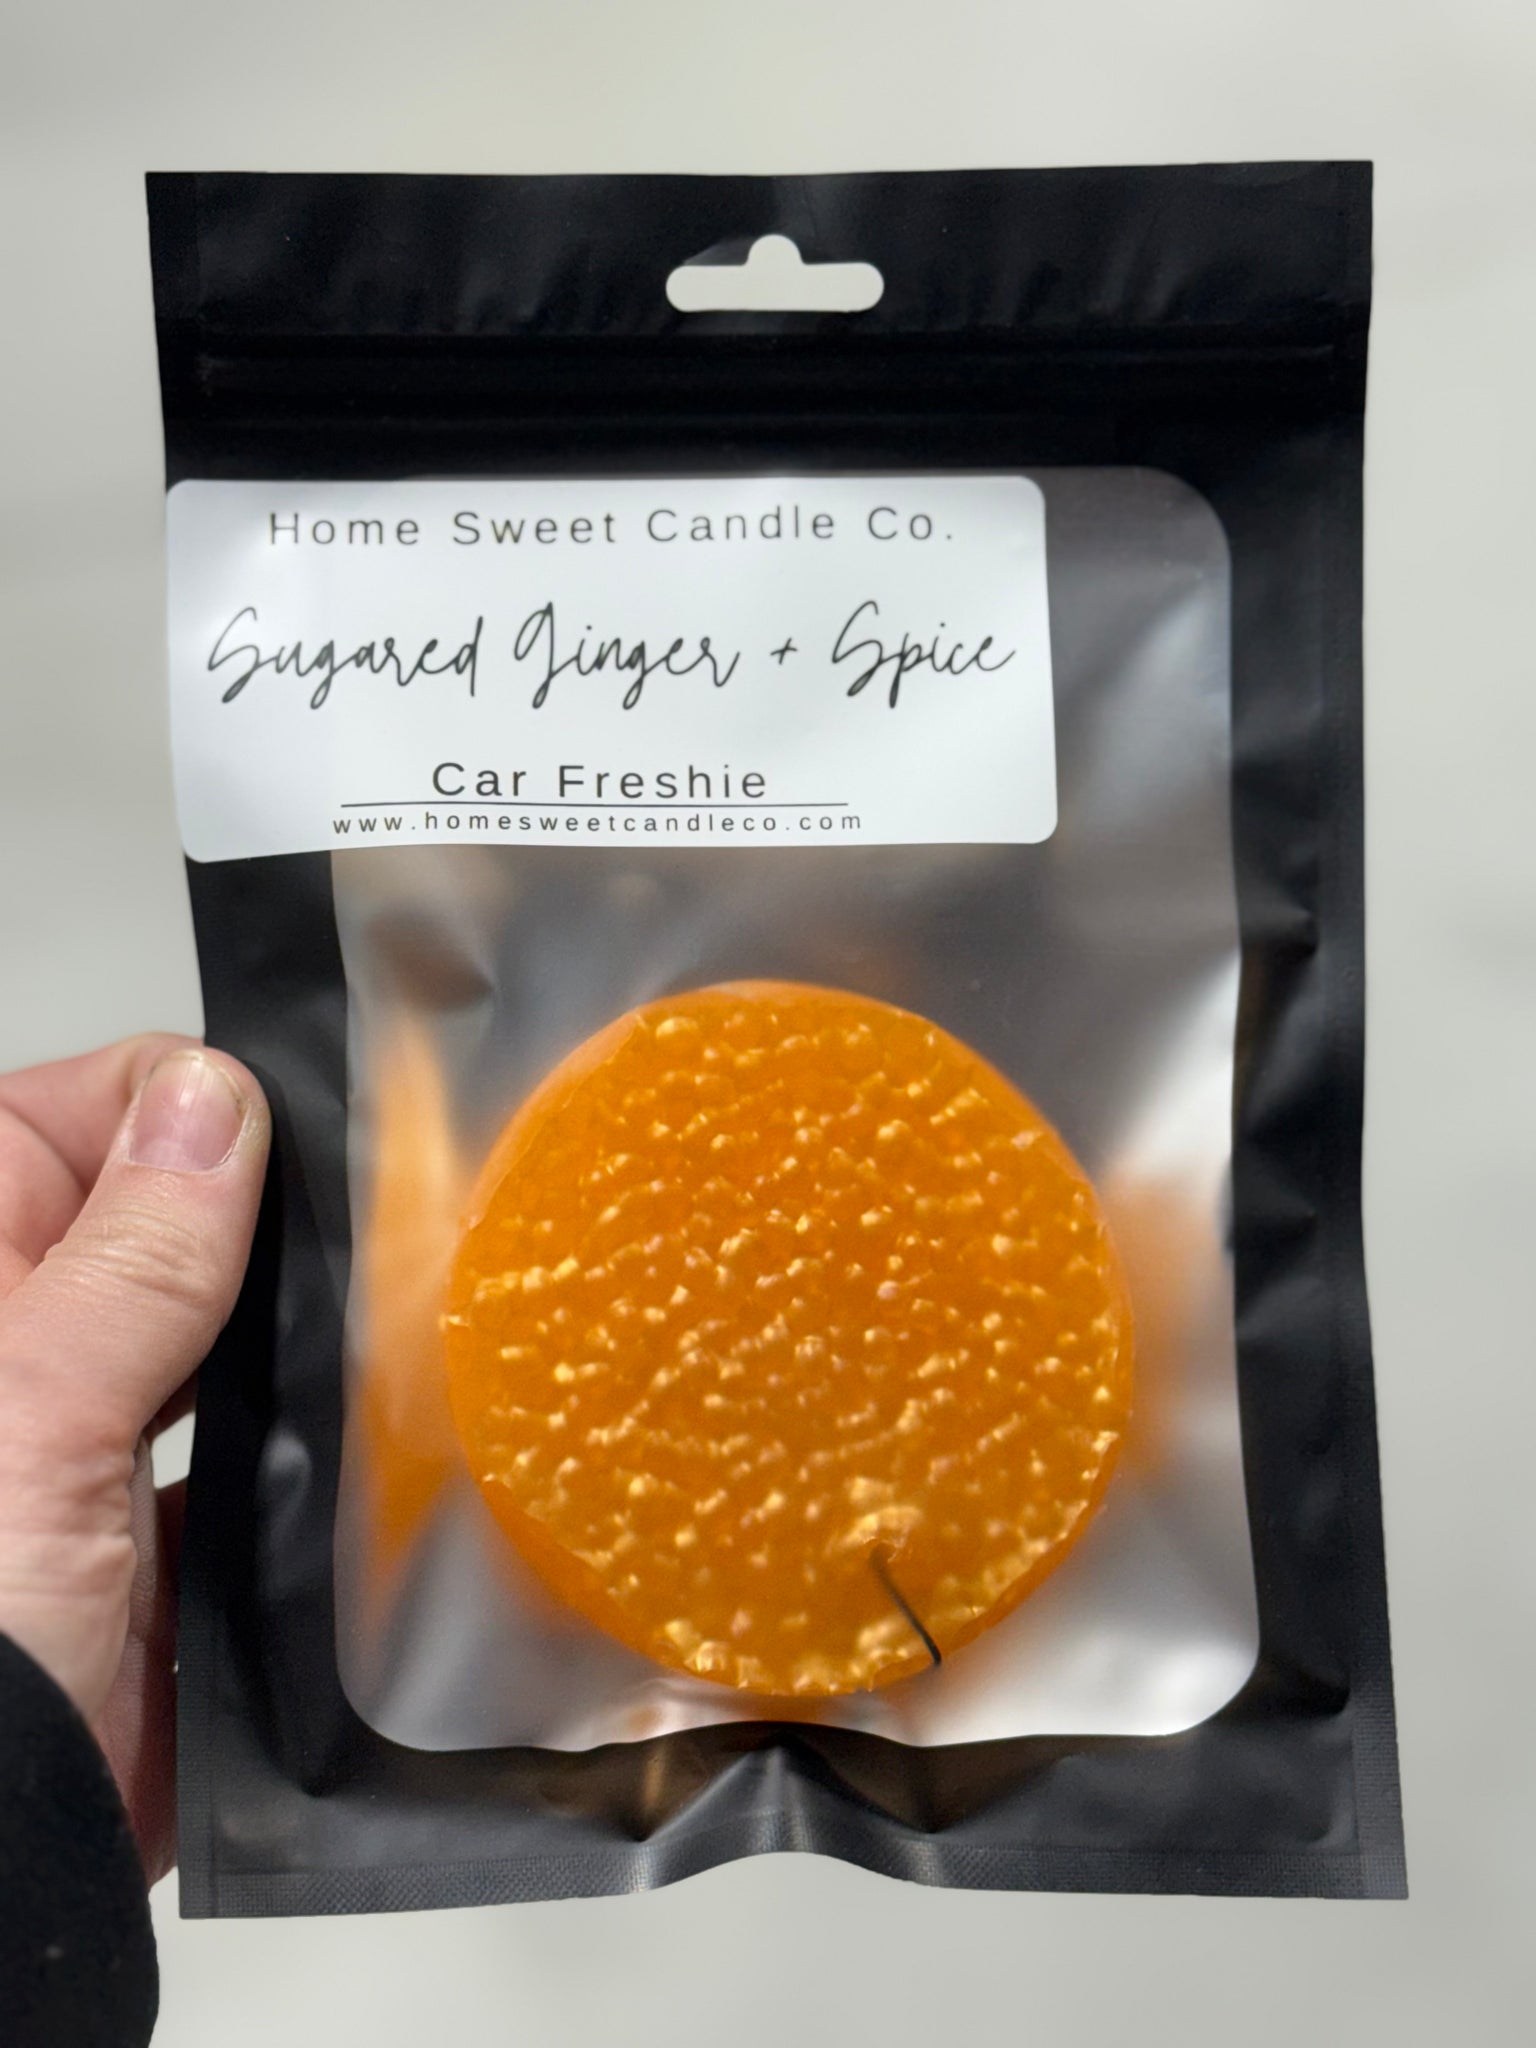 Home Sweet Candle Co.
Sugared Ginger + Spice
Car Freshie
www.homesweetcandleco.com